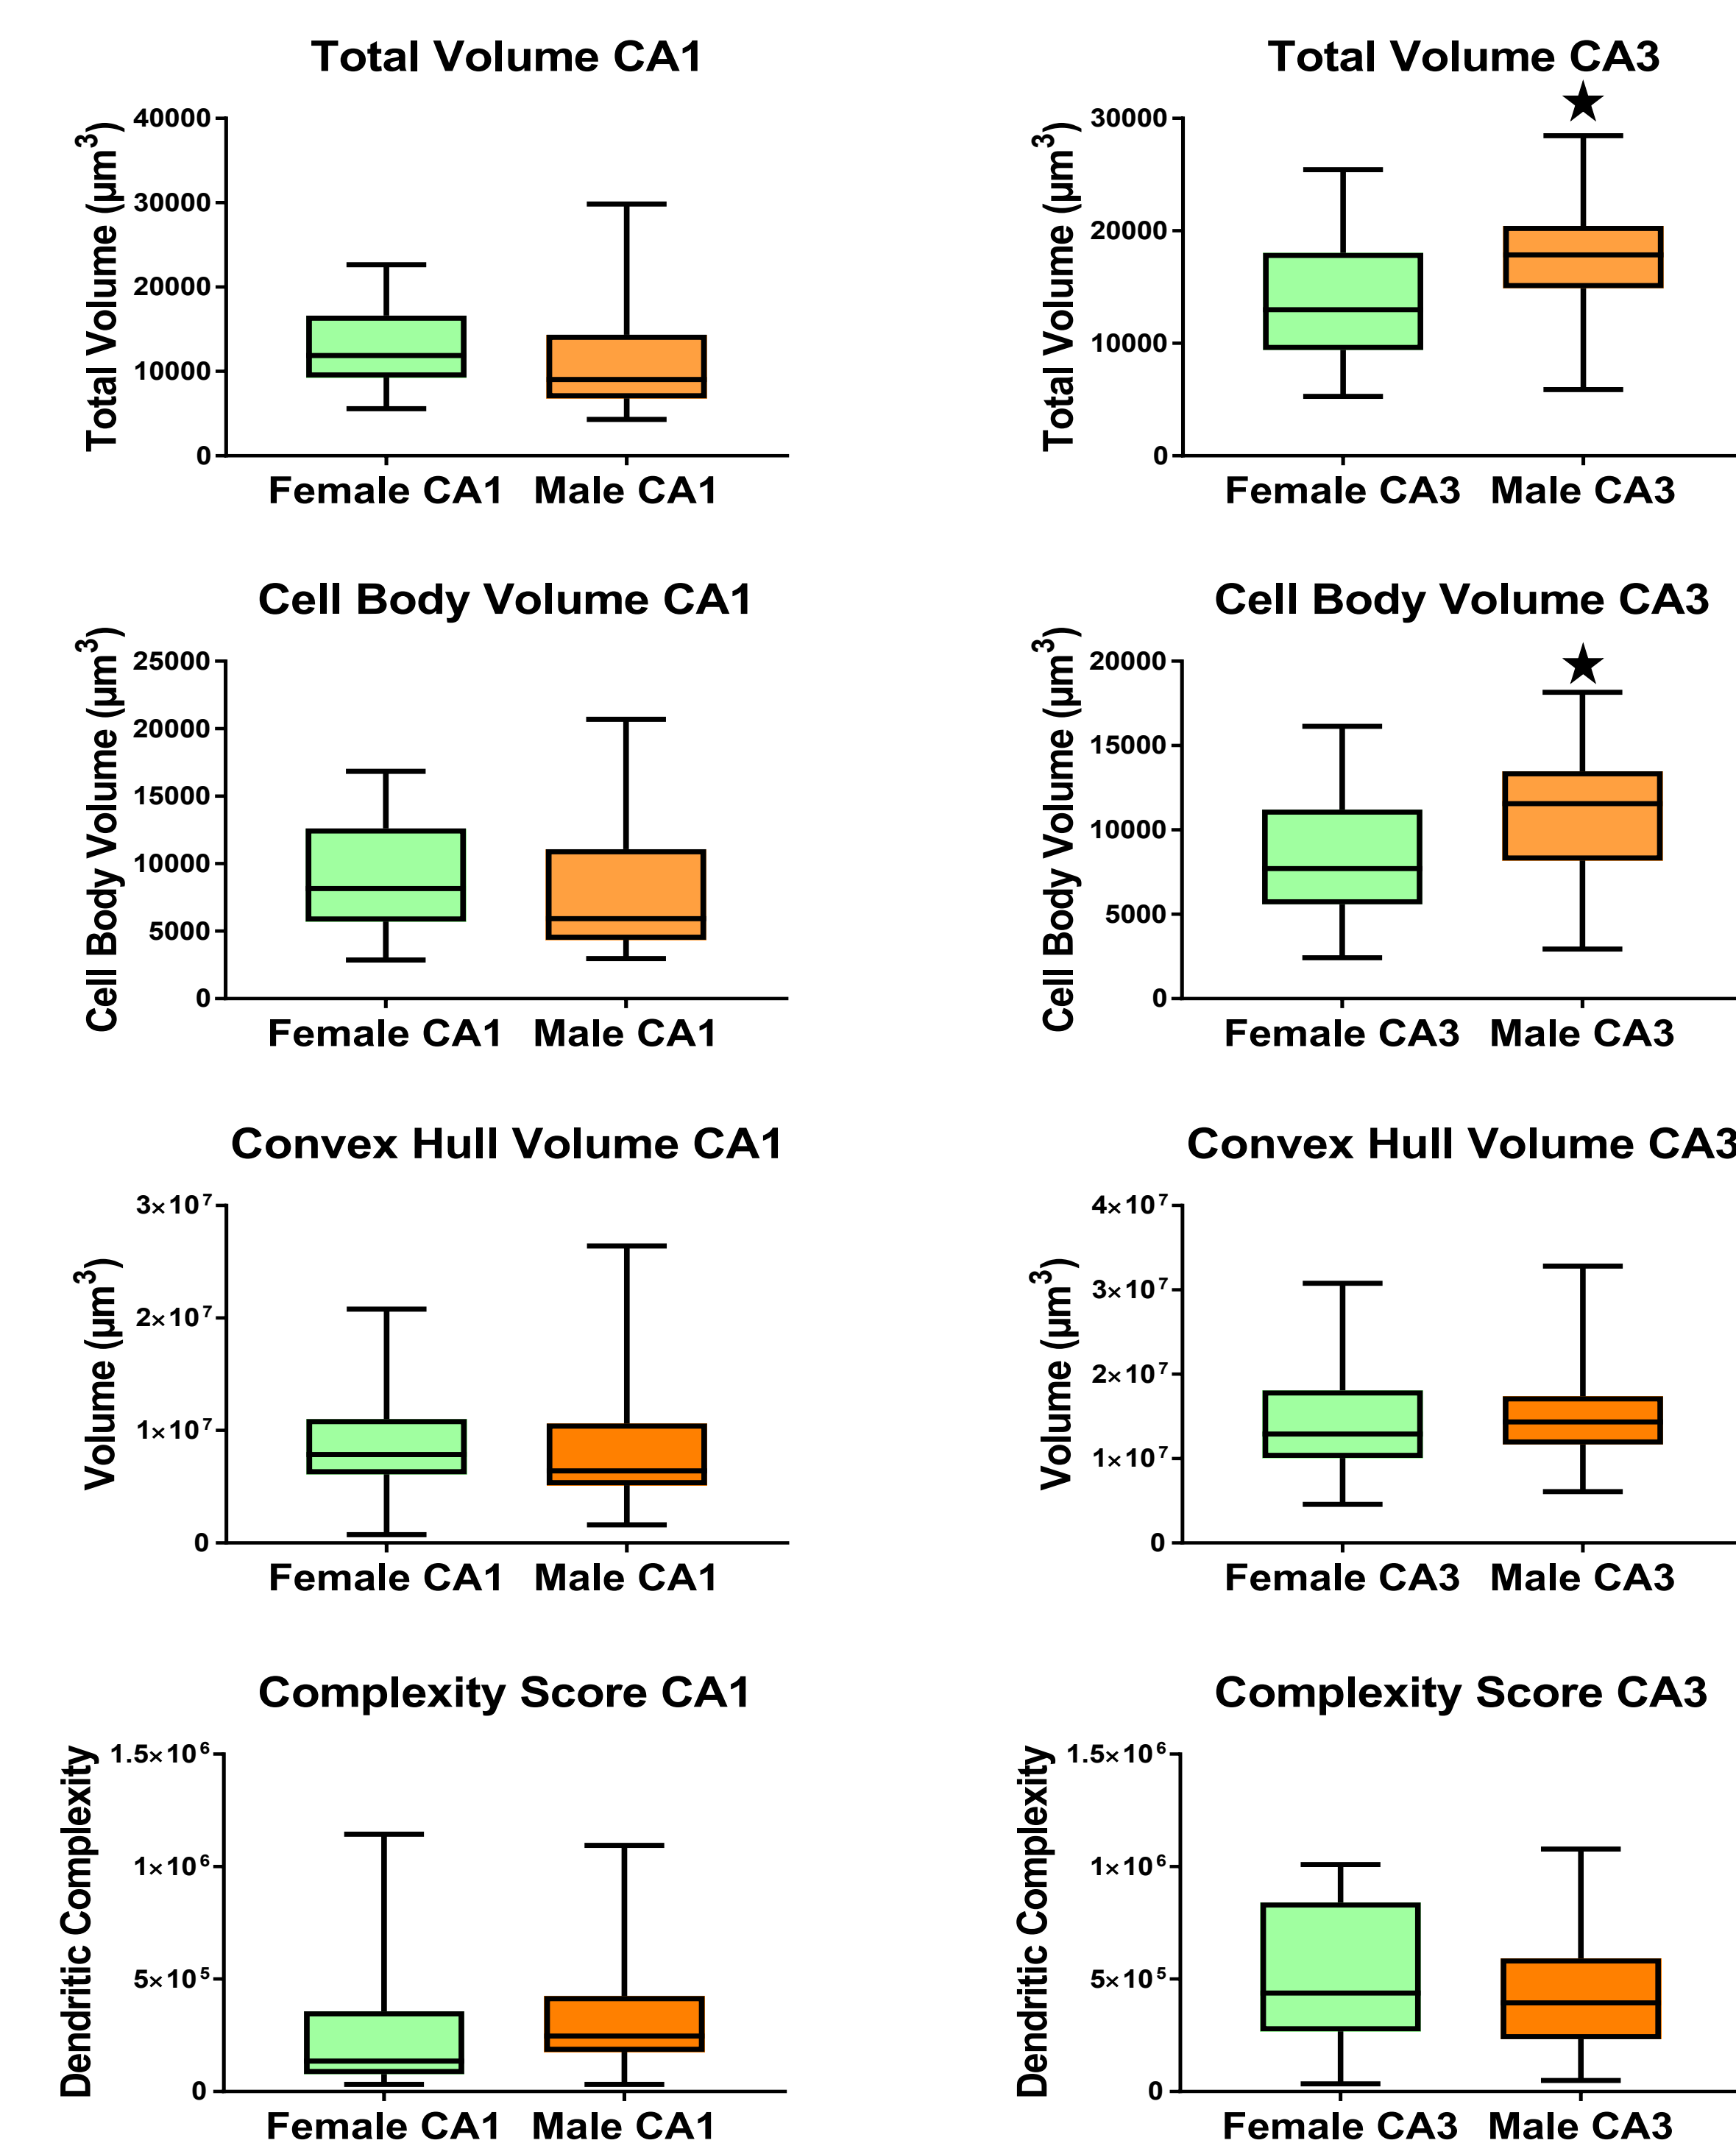 Total Volume CA1
Total Volume (µm³)
40000
30000
20000
10000
0
Female CA1 Male CA1
Total Volume CA3
Total Volume (µm³)
30000
20000
10000
0
Female CA3 Male CA3
Cell Body Volume CA1
Cell Body Volume (µm³)
25000
20000
15000
10000
5000
0
Female CA1 Male CA1
Cell Body Volume CA3
Cell Body Volume (µm³)
20000
15000
10000
5000
0
Female CA3 Male CA3
Convex Hull Volume CA1
Volume (µm³)
3×10⁷
2×10⁷
1×10⁷
0
Female CA1 Male CA1
Convex Hull Volume CA3
Volume (µm³)
4×10⁷
3×10⁷
2×10⁷
1×10⁷
0
Female CA3 Male CA3
Complexity Score CA1
Dendritic Complexity
1.5×10⁶
1×10⁶
5×10⁵
0
Female CA1 Male CA1
Complexity Score CA3
Dendritic Complexity
1.5×10⁶
1×10⁶
5×10⁵
0
Female CA3 Male CA3